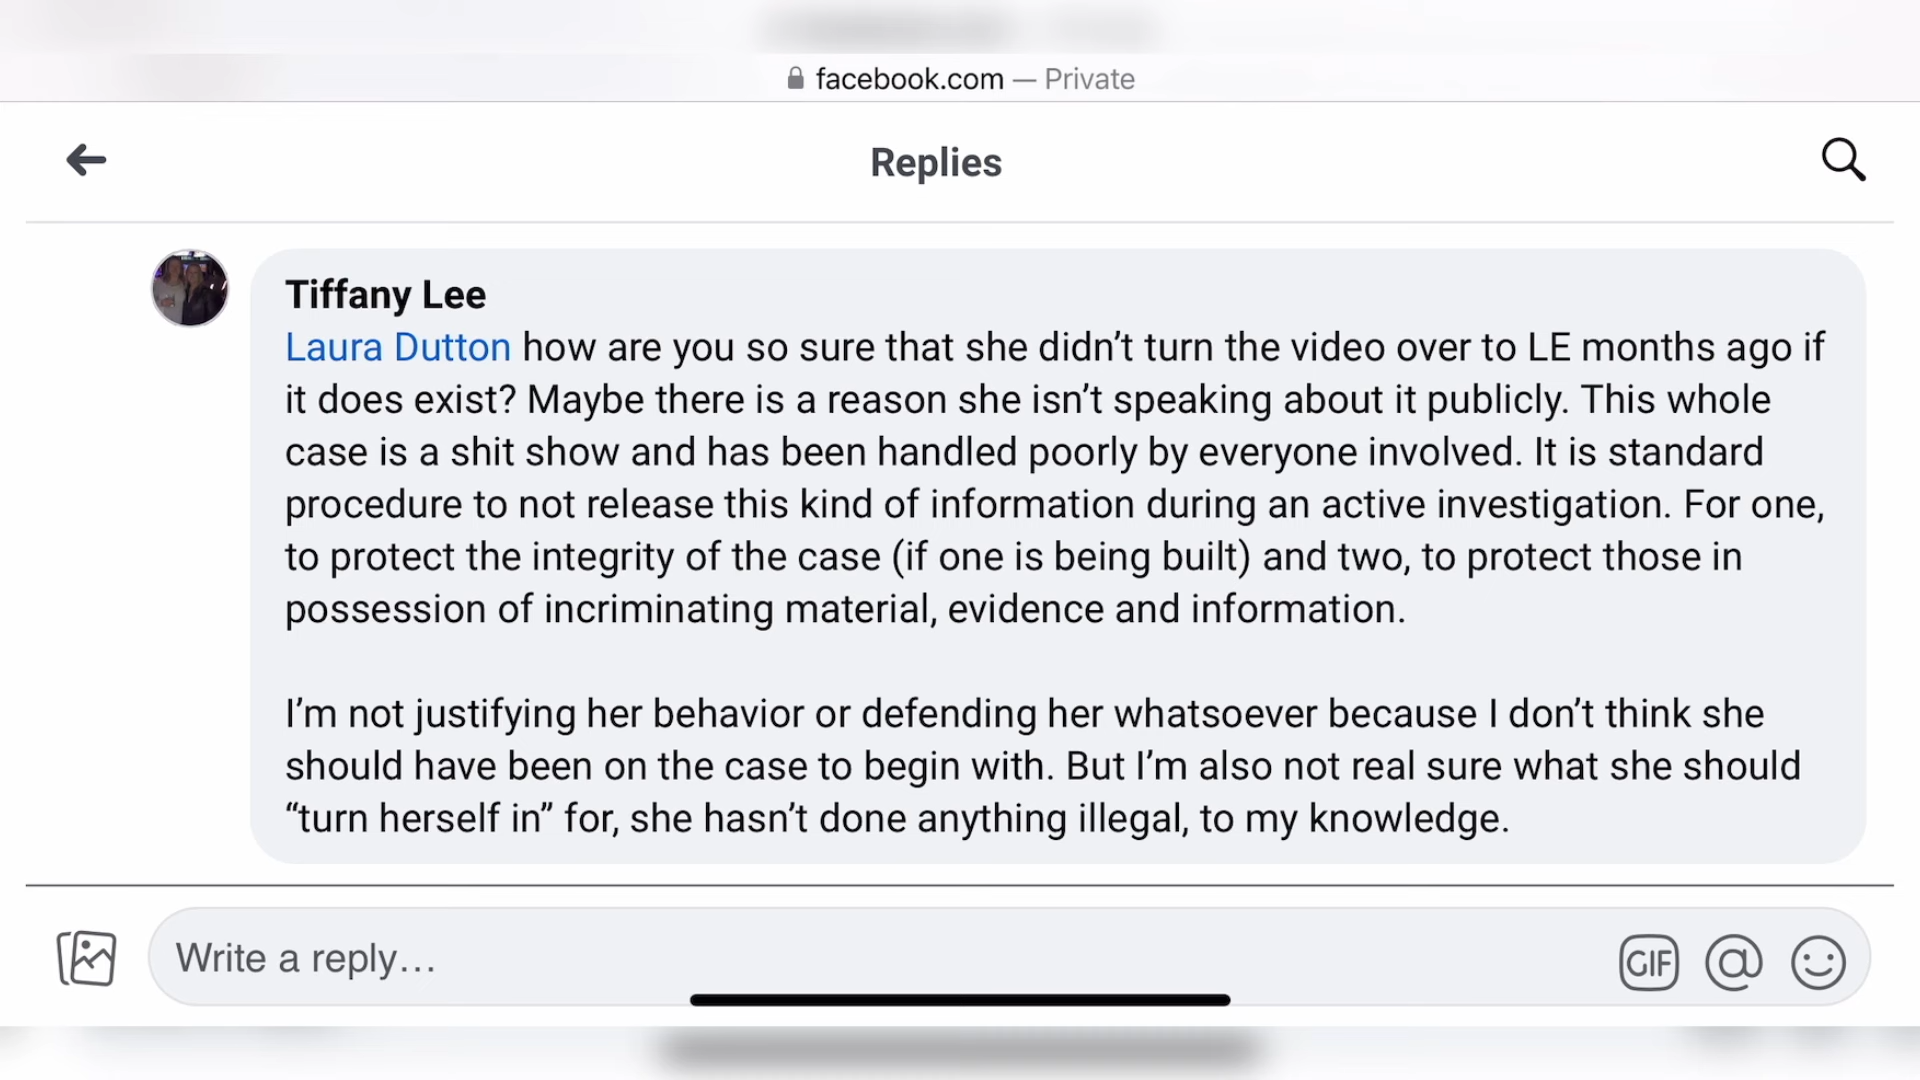 facebook.com — Private
Replies
Tiffany Lee
Laura Dutton how are you so sure that she didn’t turn the video over to LE months ago if
it does exist? Maybe there is a reason she isn’t speaking about it publicly. This whole
case is a shit show and has been handled poorly by everyone involved. It is standard
procedure to not release this kind of information during an active investigation. For one,
to protect the integrity of the case (if one is being built) and two, to protect those in
possession of incriminating material, evidence and information.
I’m not justifying her behavior or defending her whatsoever because I don’t think she
should have been on the case to begin with. But I’m also not real sure what she should
“turn herself in” for, she hasn’t done anything illegal, to my knowledge.
Write a reply…
GIF @